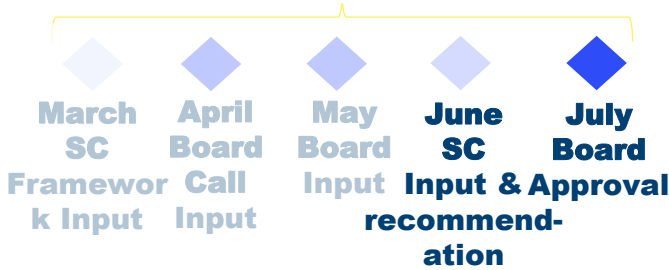 March
SC
Framewor
k Input
April
Board
Call
Input
May
Board
Input
June
SC
Input &
recommend-
ation
July
Board
Approval